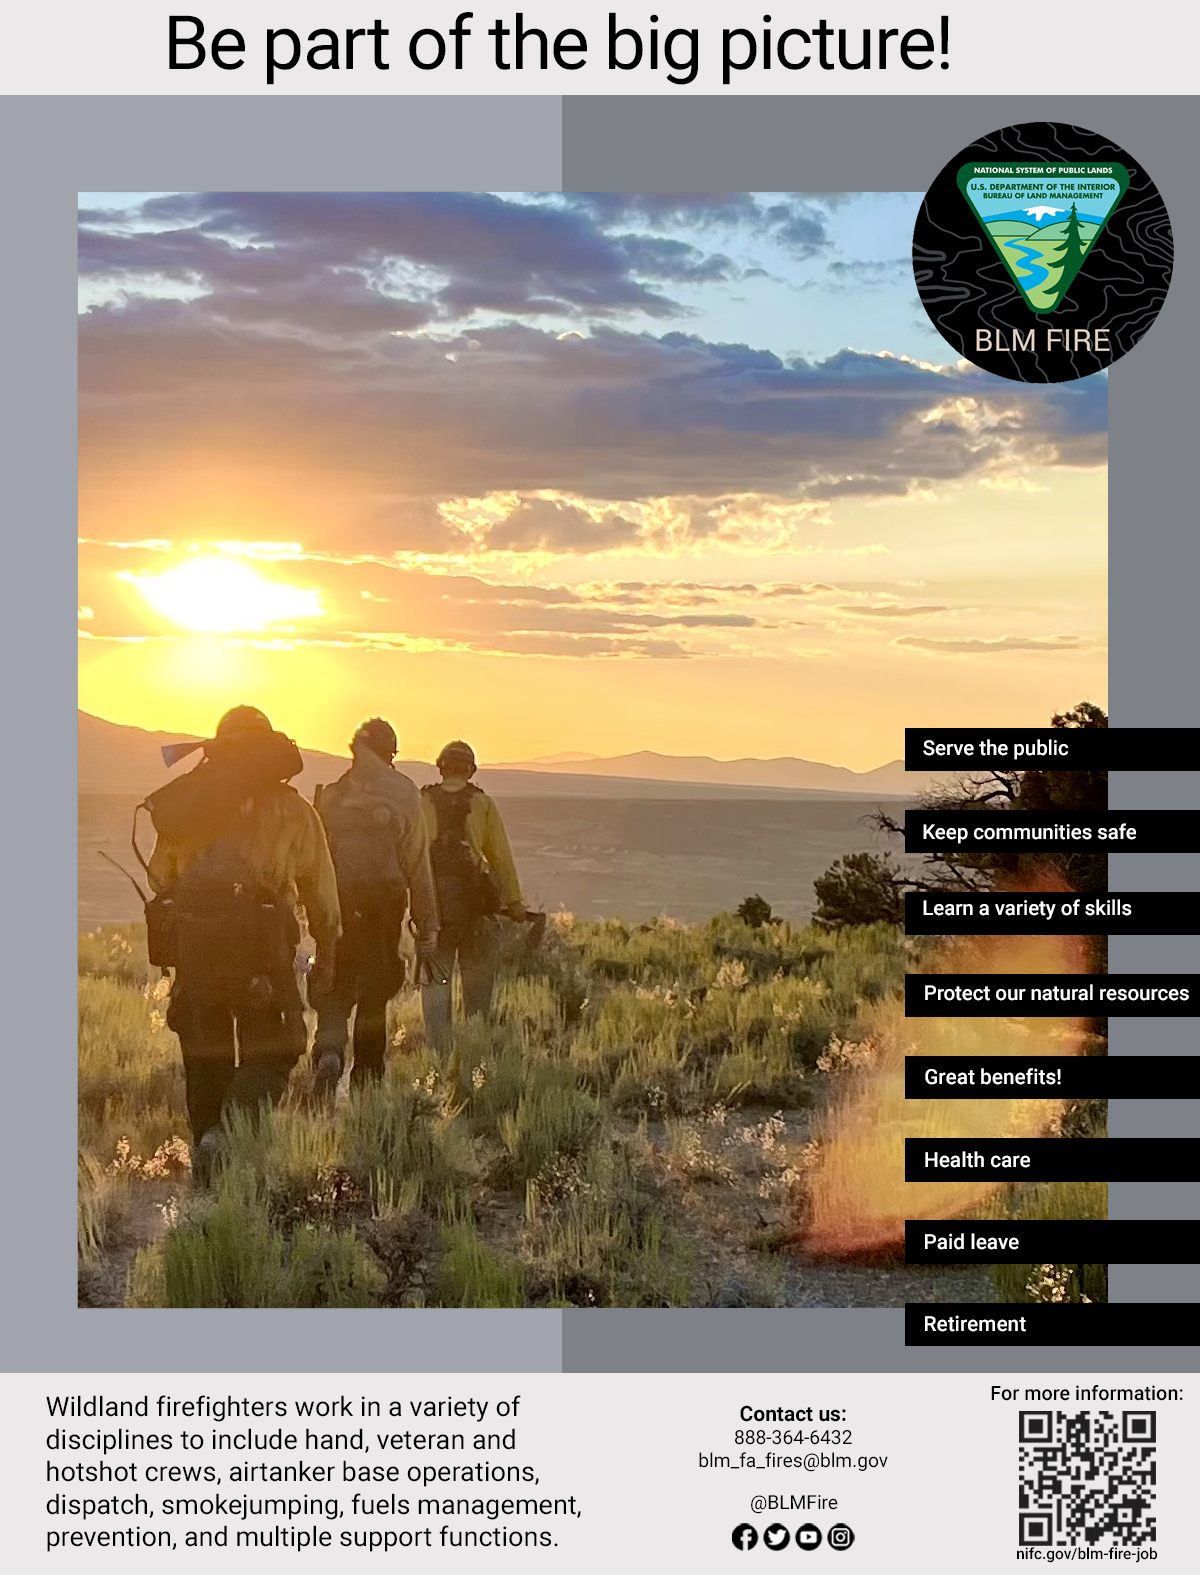 Be part of the big picture!
NATIONAL SYSTEM OF PUBLIC LANDS
U.S. DEPARTMENT OF THE INTERIOR
BUREAU OF LAND MANAGEMENT
BLM FIRE
Serve the public
Keep communities safe
Learn a variety of skills
Protect our natural resources
Great benefits!
Health care
Paid leave
Retirement
Wildland firefighters work in a variety of
disciplines to include hand, veteran and
hotshot crews, airtanker base operations,
dispatch, smokejumping, fuels management,
prevention, and multiple support functions.
Contact us:
888-364-6432
blm_fa_fires@blm.gov
@BLMFire
For more information:
nifc.gov/blm-fire-job